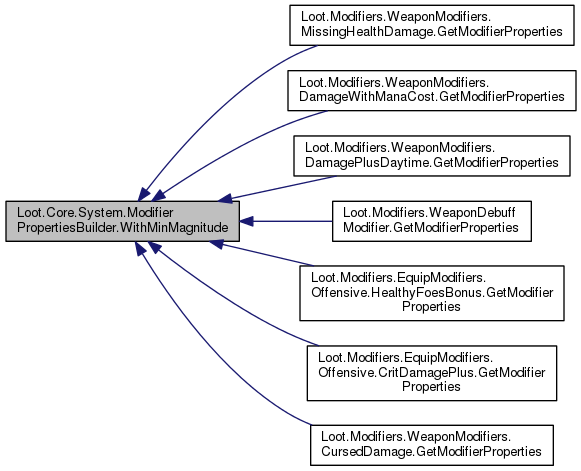 Loot.Modifiers.WeaponModifiers.
MissingHealthDamage.GetModifierProperties
Loot.Modifiers.WeaponModifiers.
DamageWithManaCost.GetModifierProperties
Loot.Modifiers.WeaponModifiers.
DamagePlusDaytime.GetModifierProperties
Loot.Core.System.Modifier
PropertiesBuilder.WithMinMagnitude
Loot.Modifiers.WeaponDebuff
Modifier.GetModifierProperties
Loot.Modifiers.EquipModifiers.
Offensive.HealthyFoesBonus.GetModifier
Properties
Loot.Modifiers.EquipModifiers.
Offensive.CritDamagePlus.GetModifier
Properties
Loot.Modifiers.WeaponModifiers.
CursedDamage.GetModifierProperties